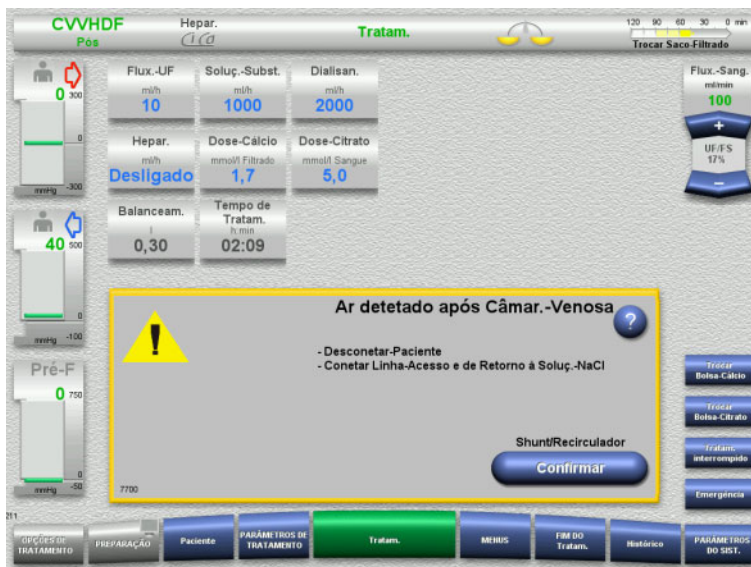 CVVHDF
Pós
Hepar.
Tratam.
120 90 60 30 0 min
Trocar Saco-Filtrado
0
300
0
mmHg
-300
40
500
0
mmHg
-100
Pré-F
0
750
0
mmHg
-50
Flux.-UF
ml/h
10
Soluç.-Subst.
ml/h
1000
Dialisan.
ml/h
2000
Hepar.
ml/h
Desligado
Dose-Cálcio
mmol/l Filtrado
1,7
Dose-Citrato
mmol/l Sangue
5,0
Balanceam.
l
0,30
Tempo de
Tratam.
h:min
02:09
Flux.-Sang.
ml/min
100
+
UF/FS
17%
−
Ar detetado após Câmar.-Venosa
?
!
- Desconetar-Paciente
- Conetar Linha-Acesso e de Retorno à Soluç.-NaCl
Shunt/Recirculador
Confirmar
7700
Trocar
Bolsa-Cálcio
Trocar
Bolsa-Citrato
Tratam.
interrompido
Emergência
211
OPÇÕES DE
TRATAMENTO
PREPARAÇÃO
Paciente
PARÂMETROS DE
TRATAMENTO
Tratam.
MENUS
FIM DO
Tratam.
Histórico
PARÂMETROS
DO SIST.